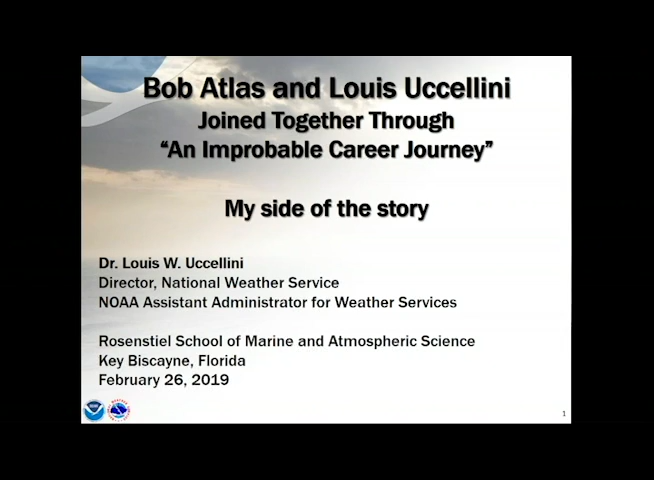 Bob Atlas and Louis Uccellini
Joined Together Through
“An Improbable Career Journey”
My side of the story
Dr. Louis W. Uccellini
Director, National Weather Service
NOAA Assistant Administrator for Weather Services
Rosenstiel School of Marine and Atmospheric Science
Key Biscayne, Florida
February 26, 2019
1